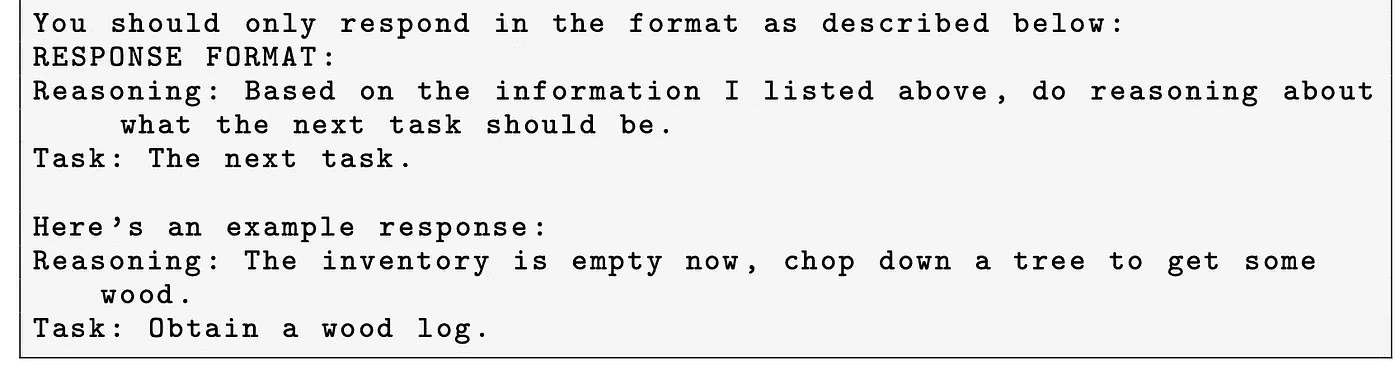 You should only respond in the format as described below:
RESPONSE FORMAT:
Reasoning: Based on the information I listed above, do reasoning about
what the next task should be.
Task: The next task.
Here's an example response:
Reasoning: The inventory is empty now, chop down a tree to get some
wood.
Task: Obtain a wood log.